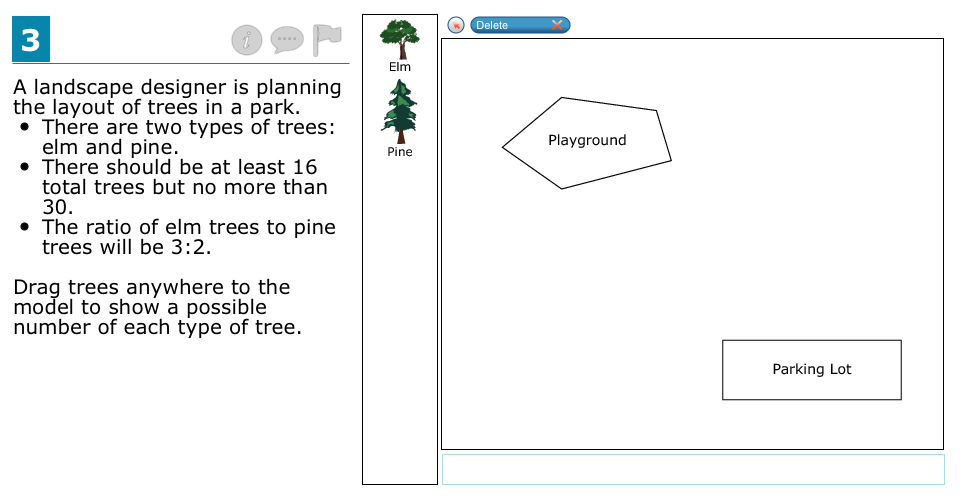 3
A landscape designer is planning
the layout of trees in a park.
• There are two types of trees:
elm and pine.
• There should be at least 16
total trees but no more than
30.
• The ratio of elm trees to pine
trees will be 3:2.
Drag trees anywhere to the
model to show a possible
number of each type of tree.
Elm
Pine
Delete
Playground
Parking Lot